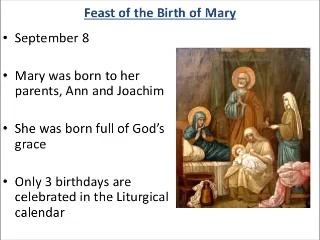 Feast of the Birth of Mary
• September 8
• Mary was born to her
parents, Ann and Joachim
• She was born full of God's
grace
• Only 3 birthdays are
celebrated in the Liturgical
calendar